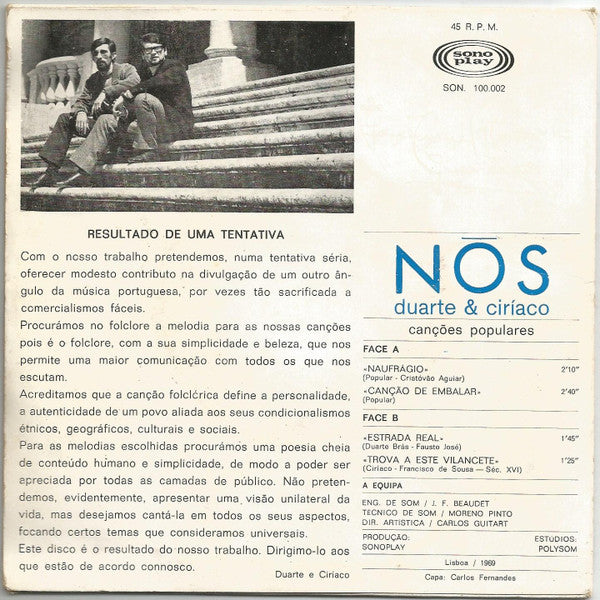 RESULTADO DE UMA TENTATIVA
Com o nosso trabalho pretendemos, numa tentativa séria,
oferecer modesto contributo na divulgação de um outro ân-
gulo da música portuguesa, por vezes tão sacrificada a
comercialismos fáceis.
Procurámos no folclore a melodia para as nossas canções
pois é o folclore, com a sua simplicidade e beleza, que nos
permite uma maior comunicação com todos os que nos
escutam.
Acreditamos que a canção folclórica define a personalidade,
a autenticidade de um povo aliada aos seus condicionalismos
étnicos, geográficos, culturais e sociais.
Para as melodias escolhidas procurámos uma poesia cheia
de conteúdo humano e simplicidade, de modo a poder ser
apreciada por todas as camadas de público. Não preten-
demos, evidentemente, apresentar uma visão unilateral da
vida, mas desejamos cantá-la em todos os seus aspectos,
focando certos temas que consideramos universais.
Este disco é o resultado do nosso trabalho. Dirigimo-lo aos
que estão de acordo connosco.
Duarte e Ciríaco
45 R. P. M.
sono
play
SON. 100.002
NŌS
duarte & ciríaco
canções populares
FACE A
«NAUFRÁGIO» 2'10"
(Popular - Cristóvão Aguiar)
«CANÇÃO DE EMBALAR» 2'40"
(Popular)
FACE B
«ESTRADA REAL» 1'45"
(Duarte Brás - Fausto José)
«TROVA A ESTE VILANCETE» 1'25"
(Ciríaco - Francisco de Sousa — Séc. XVI)
A EQUIPA
ENG. DE SOM / J. F. BEAUDET
TECNICO DE SOM / MORENO PINTO
DIR. ARTÍSTICA / CARLOS GUITART
PRODUÇÃO: ESTÚDIOS:
SONOPLAY POLYSOM
Lisboa / 1969
Capa: Carlos Fernandes